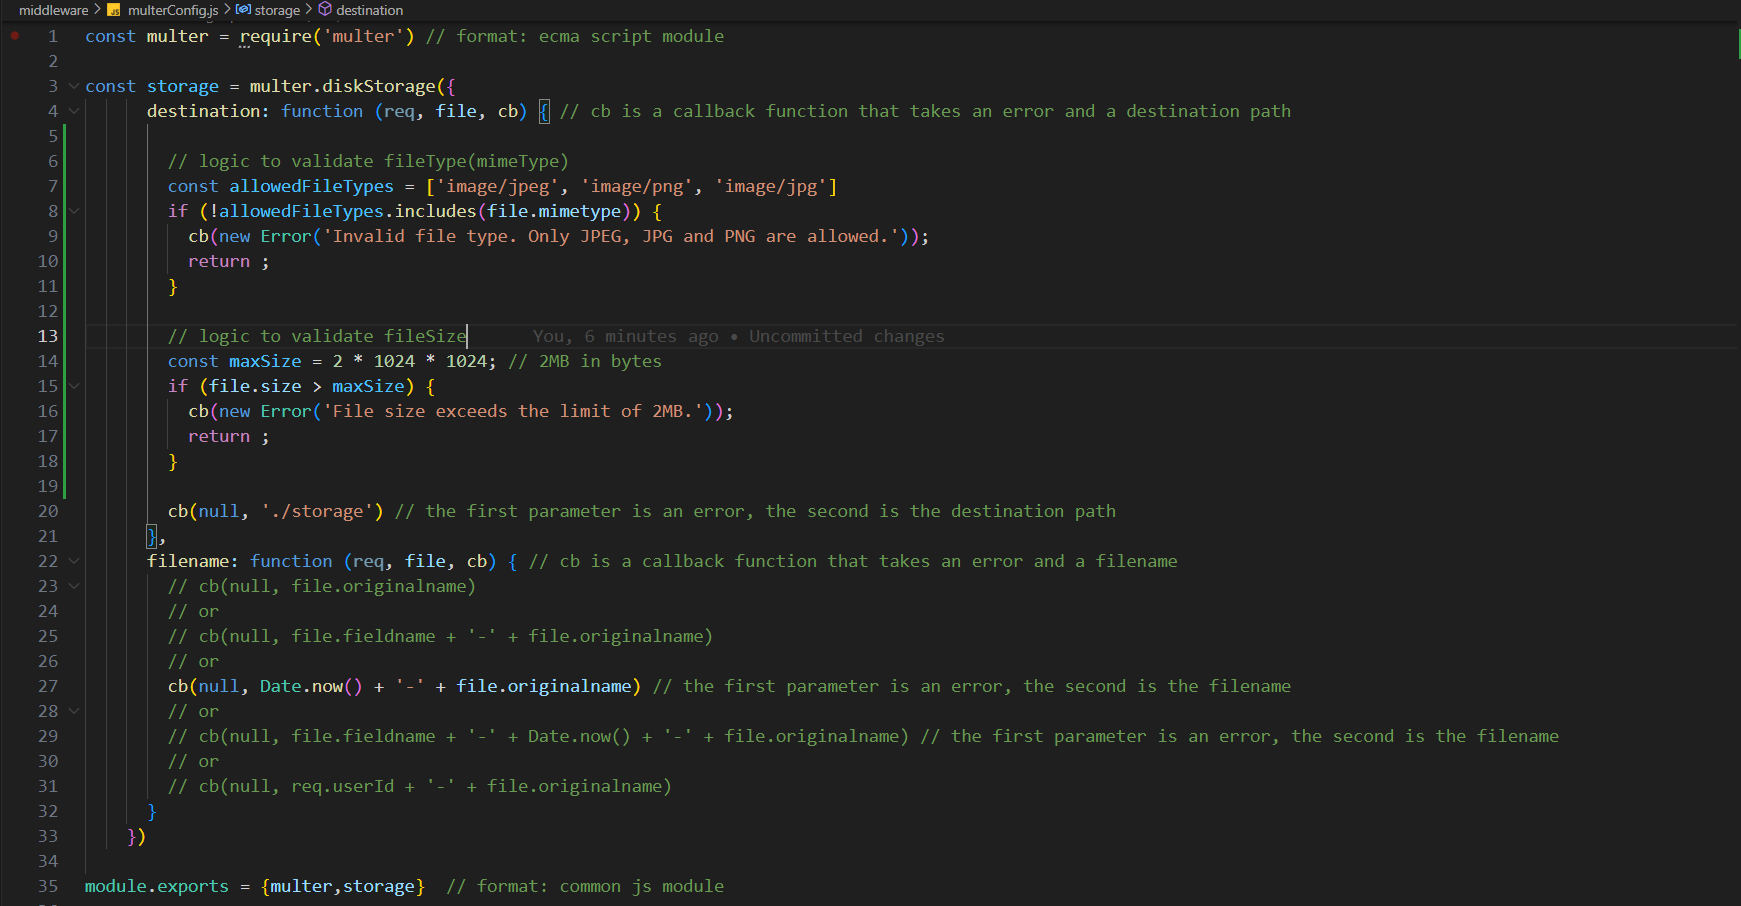 middleware > JS multerConfig.js > storage > destination
1 const multer = require('multer') // format: ecma script module
2
3 const storage = multer.diskStorage({
4 destination: function (req, file, cb) { // cb is a callback function that takes an error and a destination path
5
6 // logic to validate fileType(mimeType)
7 const allowedFileTypes = ['image/jpeg', 'image/png', 'image/jpg']
8 if (!allowedFileTypes.includes(file.mimetype)) {
9 cb(new Error('Invalid file type. Only JPEG, JPG and PNG are allowed.'));
10 return ;
11 }
12
13 // logic to validate fileSize You, 6 minutes ago • Uncommitted changes
14 const maxSize = 2 * 1024 * 1024; // 2MB in bytes
15 if (file.size > maxSize) {
16 cb(new Error('File size exceeds the limit of 2MB.'));
17 return ;
18 }
19
20 cb(null, './storage') // the first parameter is an error, the second is the destination path
21 },
22 filename: function (req, file, cb) { // cb is a callback function that takes an error and a filename
23 // cb(null, file.originalname)
24 // or
25 // cb(null, file.fieldname + '-' + file.originalname)
26 // or
27 cb(null, Date.now() + '-' + file.originalname) // the first parameter is an error, the second is the filename
28 // or
29 // cb(null, file.fieldname + '-' + Date.now() + '-' + file.originalname) // the first parameter is an error, the second is the filename
30 // or
31 // cb(null, req.userId + '-' + file.originalname)
32 }
33 })
34
35 module.exports = {multer,storage} // format: common js module